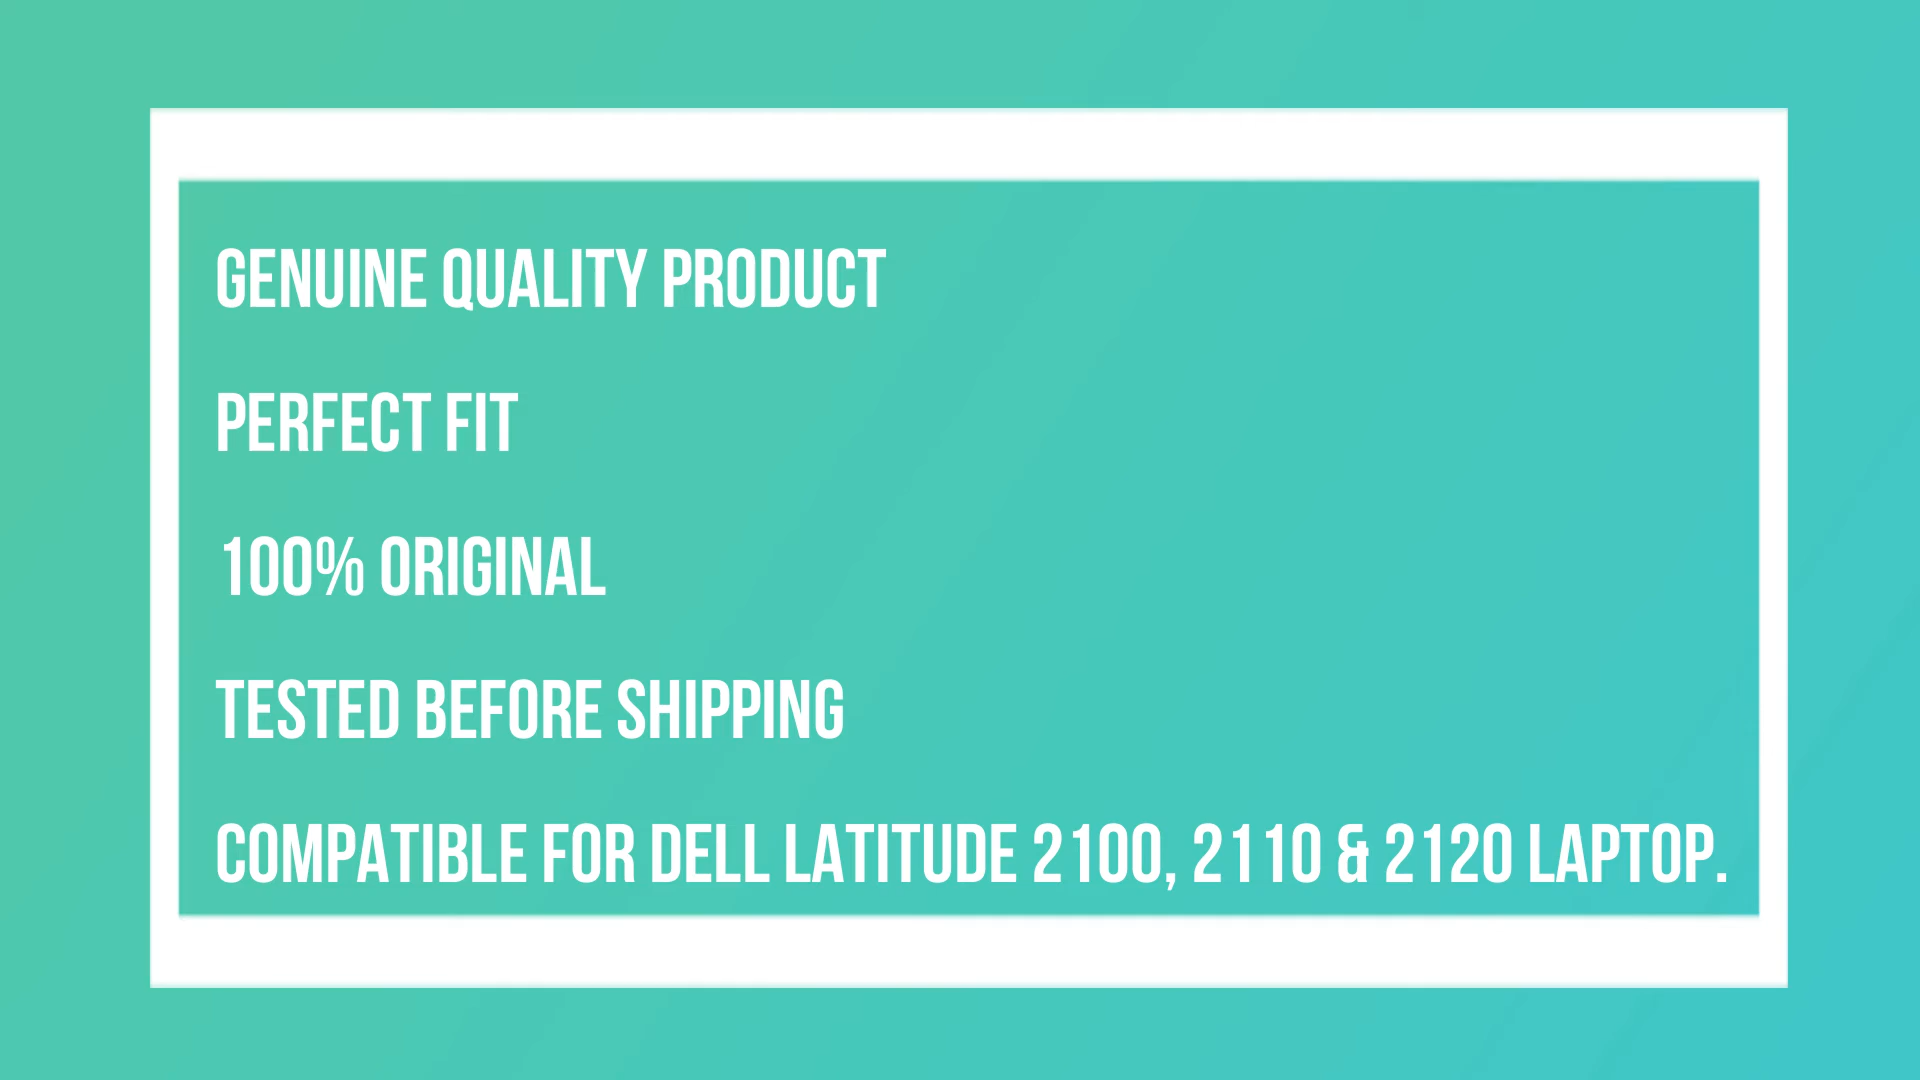 GENUINE QUALITY PRODUCT
PERFECT FIT
100% ORIGINAL
TESTED BEFORE SHIPPING
COMPATIBLE FOR DELL LATITUDE 2100, 2110 & 2120 LAPTOP.